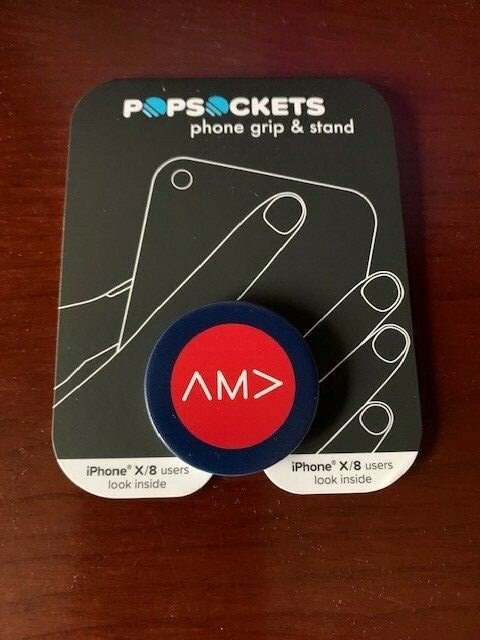 POPSOCKETS
phone grip & stand
ΛM>
iPhone® X/8 users
look inside
iPhone® X/8 users
look inside